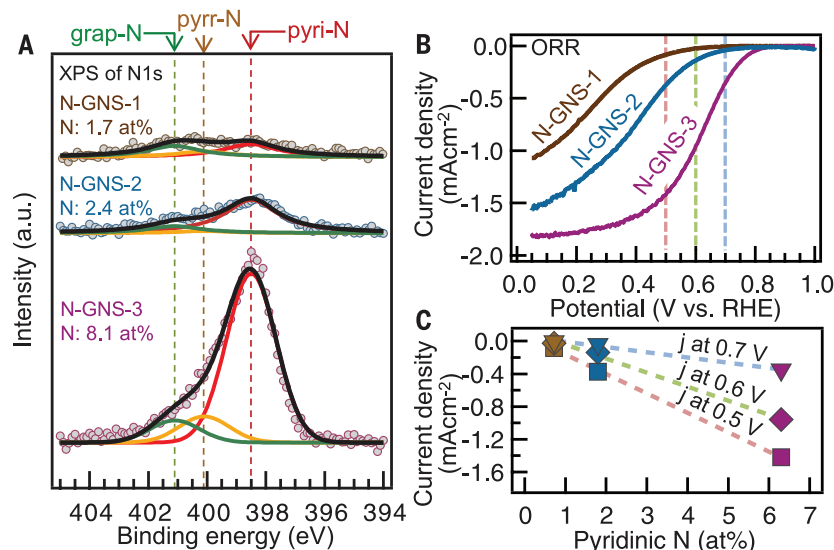 grap-N
pyrr-N
pyri-N
A
XPS of N1s
N-GNS-1
N: 1.7 at%
N-GNS-2
N: 2.4 at%
N-GNS-3
N: 8.1 at%
Intensity (a.u.)
404 402 400 398 396 394
Binding energy (eV)
B
ORR
N-GNS-1
N-GNS-2
N-GNS-3
0.0
-0.5
-1.0
-1.5
-2.0
Current density
(mAcm-2)
0.0 0.2 0.4 0.6 0.8 1.0
Potential (V vs. RHE)
C
j at 0.7 V
j at 0.6 V
j at 0.5 V
0.0
-0.4
-0.8
-1.2
-1.6
Current density
(mAcm-2)
0 1 2 3 4 5 6 7
Pyridinic N (at%)